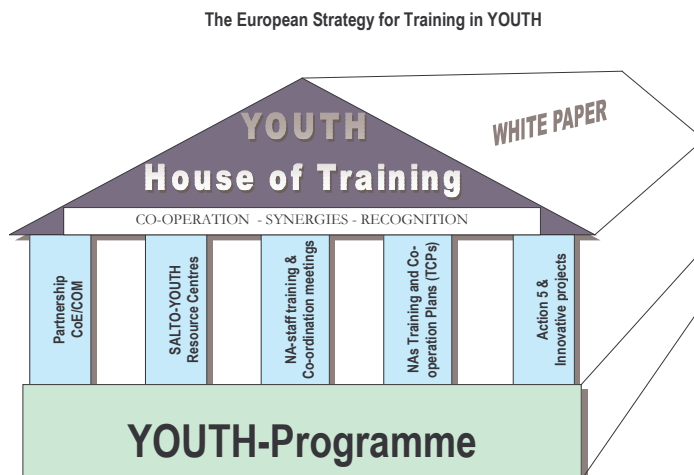 The European Strategy for Training in YOUTH
WHITE PAPER
YOUTH
House of Training
CO-OPERATION - SYNERGIES - RECOGNITION
Partnership
CoE/COM
SALTO-YOUTH
Resource Centres
NA-staff training &
Co-ordination meetings
NAs Training and Co-
operation Plans (TCPs)
Action 5 &
Innovative projects
YOUTH-Programme